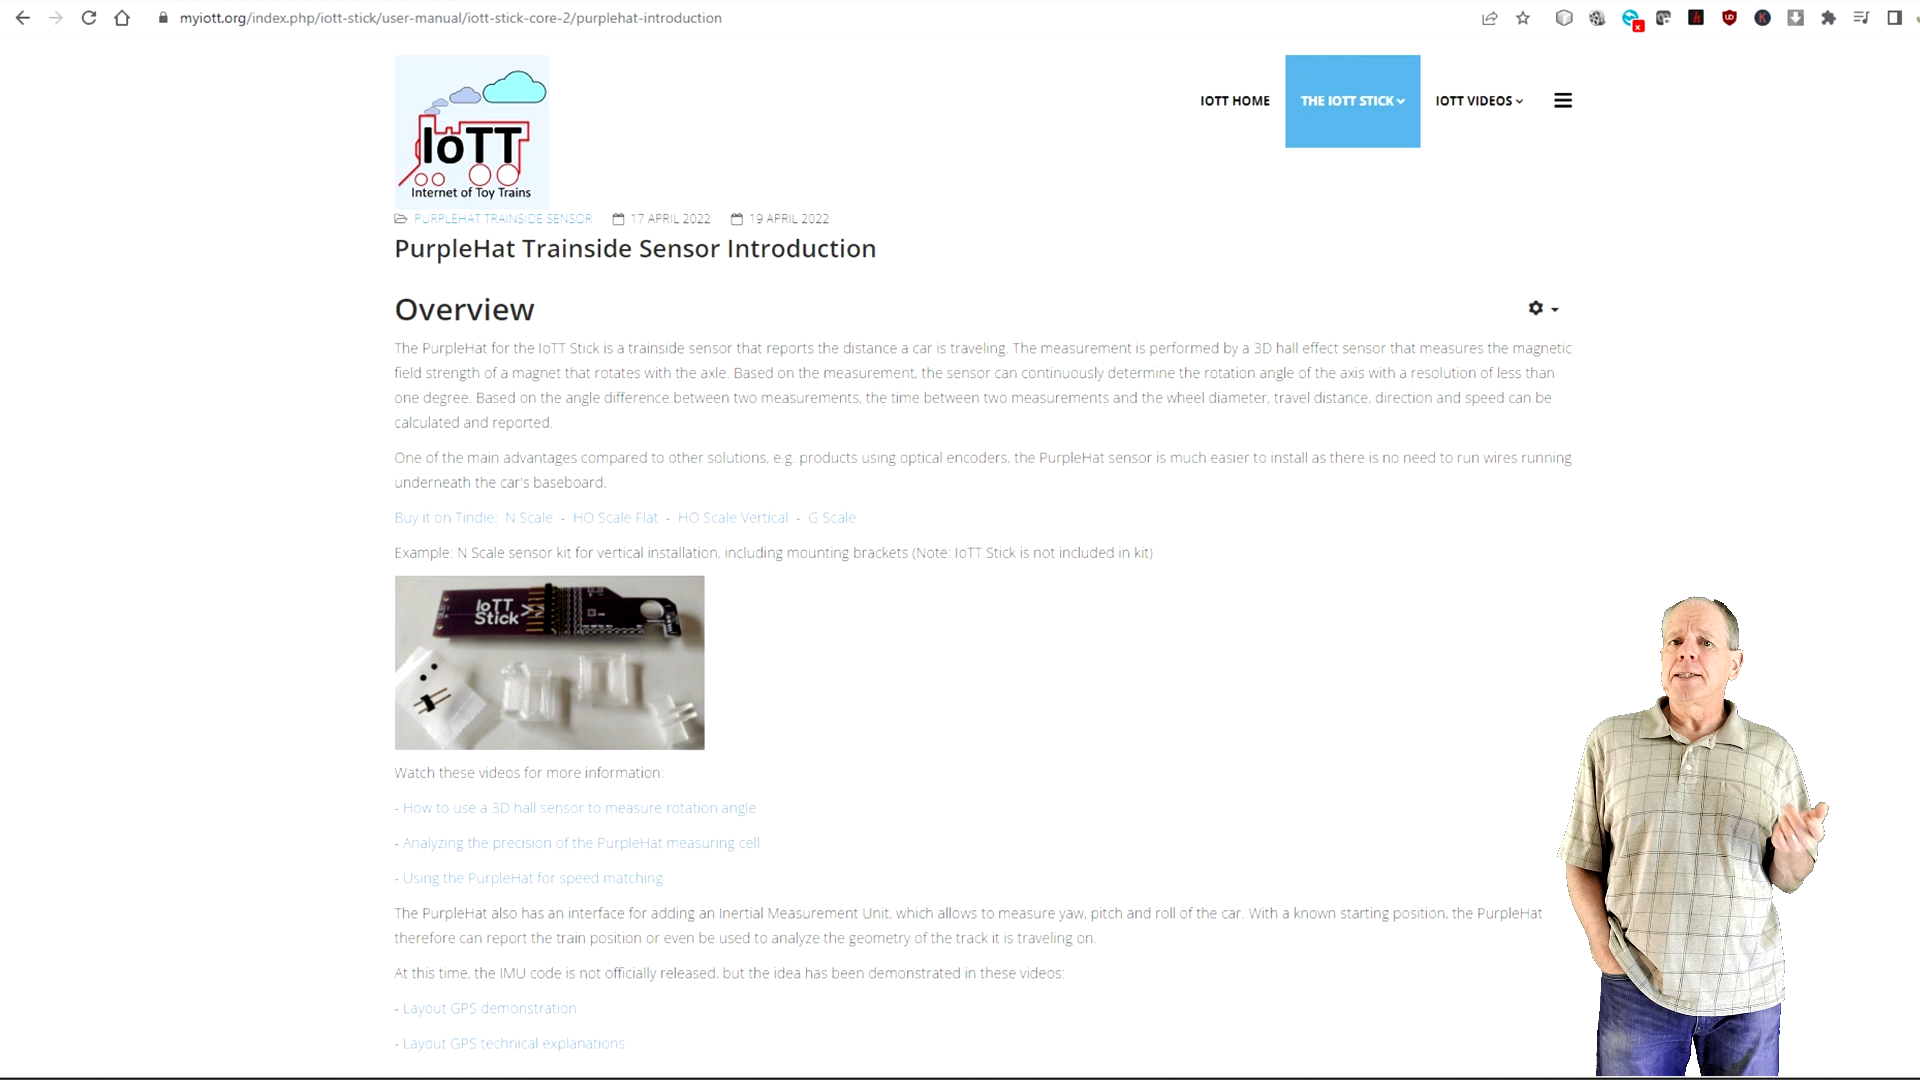 myiott.org/index.php/iott-stick/user-manual/iott-stick-core-2/purplehat-introduction
IoTT
Internet of Toy Trains
IOTT HOME
THE IOTT STICK
IOTT VIDEOS
PURPLEHAT TRAINSIDE SENSOR 17 APRIL 2022 19 APRIL 2022
PurpleHat Trainside Sensor Introduction
Overview
The PurpleHat for the IoTT Stick is a trainside sensor that reports the distance a car is traveling. The measurement is performed by a 3D hall effect sensor that measures the magnetic
field strength of a magnet that rotates with the axle. Based on the measurement, the sensor can continuously determine the rotation angle of the axis with a resolution of less than
one degree. Based on the angle difference between two measurements, the time between two measurements and the wheel diameter, travel distance, direction and speed can be
calculated and reported.
One of the main advantages compared to other solutions, e.g. products using optical encoders, the PurpleHat sensor is much easier to install as there is no need to run wires running
underneath the car's baseboard.
Buy it on Tindie: N Scale - HO Scale Flat - HO Scale Vertical - G Scale
Example: N Scale sensor kit for vertical installation, including mounting brackets (Note: IoTT Stick is not included in kit)
IoTT
Stick
Watch these videos for more information:
- How to use a 3D hall sensor to measure rotation angle
- Analyzing the precision of the PurpleHat measuring cell
- Using the PurpleHat for speed matching
The PurpleHat also has an interface for adding an Inertial Measurement Unit, which allows to measure yaw, pitch and roll of the car. With a known starting position, the PurpleHat
therefore can report the train position or even be used to analyze the geometry of the track it is traveling on.
At this time, the IMU code is not officially released, but the idea has been demonstrated in these videos:
- Layout GPS demonstration
- Layout GPS technical explanations